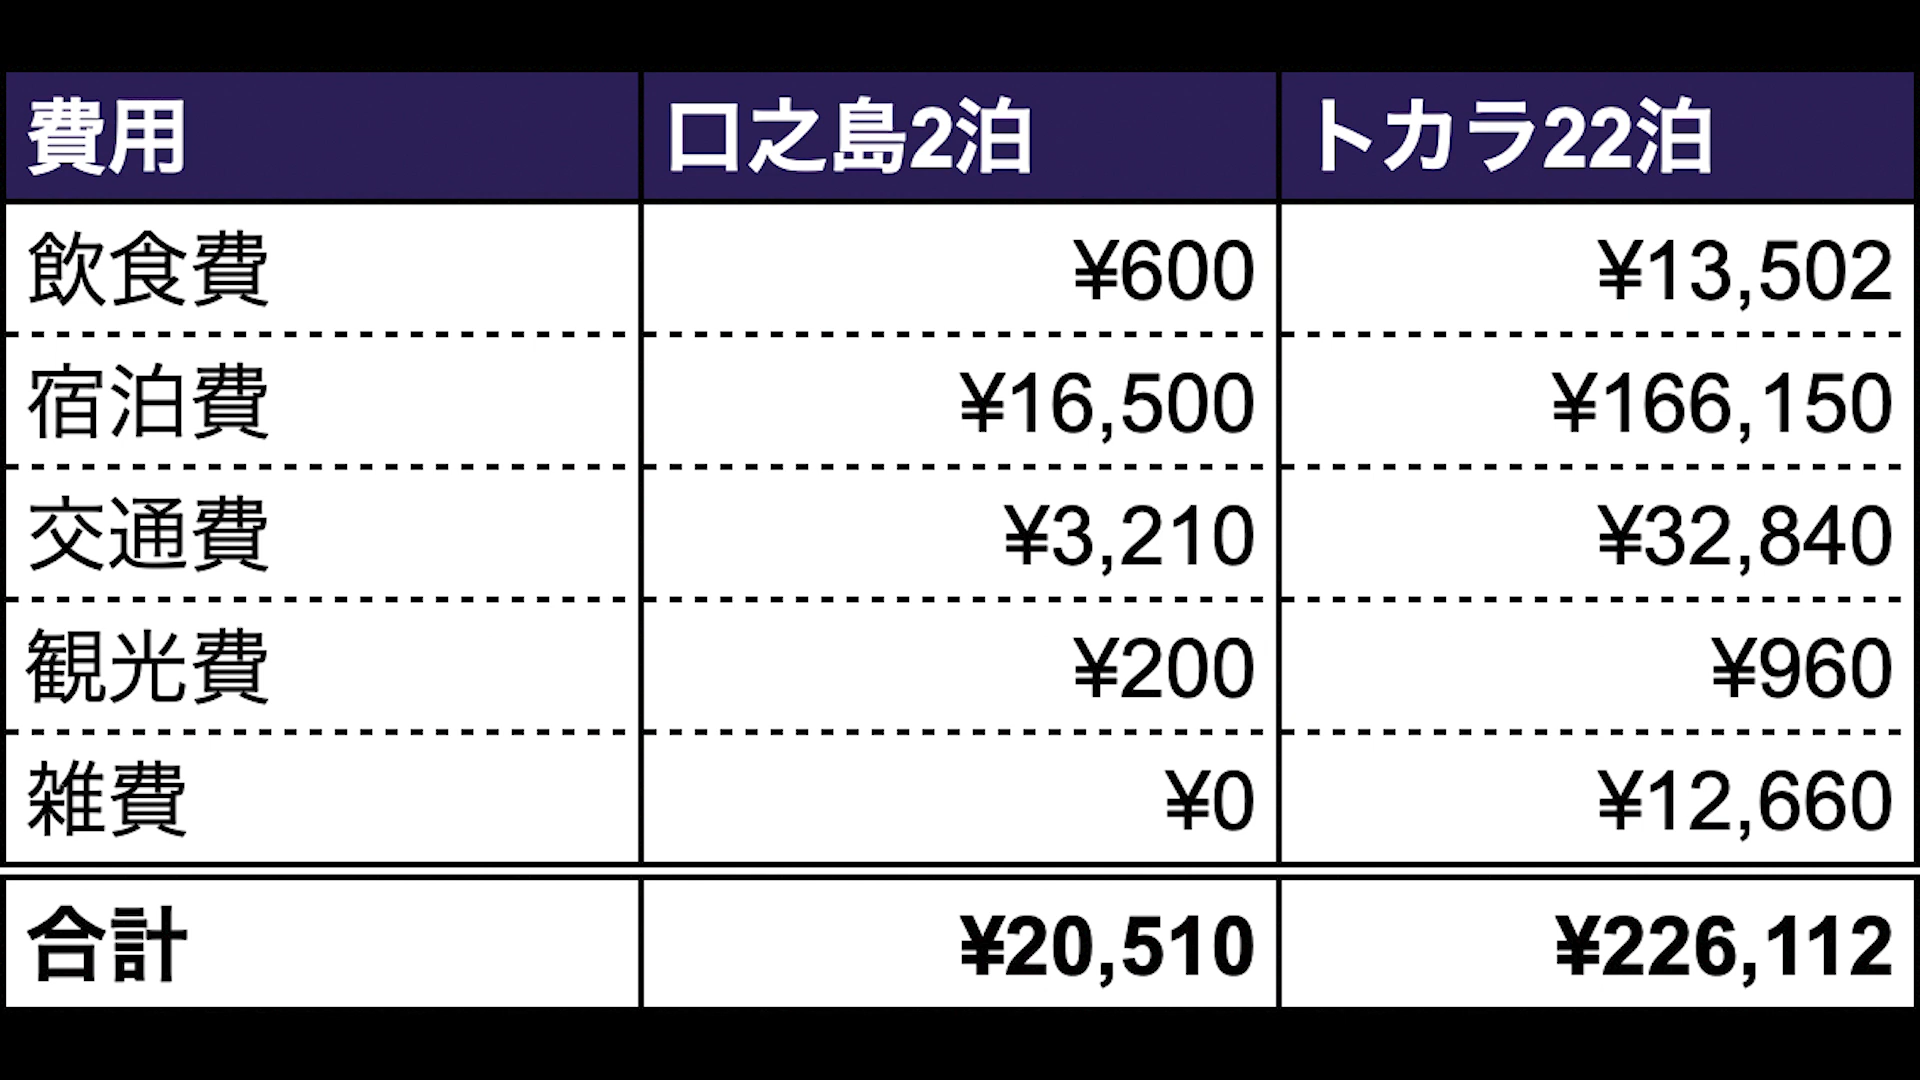 費用 口之島2泊 トカラ22泊
飲食費 ¥600 ¥13,502
宿泊費 ¥16,500 ¥166,150
交通費 ¥3,210 ¥32,840
観光費 ¥200 ¥960
雑費 ¥0 ¥12,660
合計 ¥20,510 ¥226,112